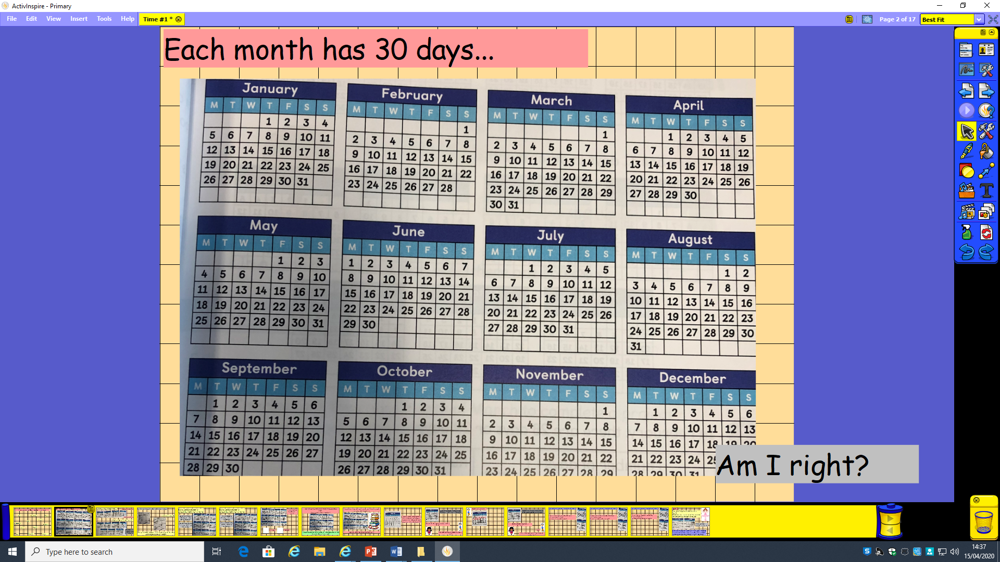 ActivInspire - Primary
File Edit View Insert Tools Help Time #1 * Page 2 of 17 Best Fit
Each month has 30 days...
January
M T W T F S S
1 2 3 4
5 6 7 8 9 10 11
12 13 14 15 16 17 18
19 20 21 22 23 24 25
26 27 28 29 30 31
February
M T W T F S S
1
2 3 4 5 6 7 8
9 10 11 12 13 14 15
16 17 18 19 20 21 22
23 24 25 26 27 28
March
M T W T F S S
1
2 3 4 5 6 7 8
9 10 11 12 13 14 15
16 17 18 19 20 21 22
23 24 25 26 27 28 29
30 31
April
M T W T F S S
1 2 3 4 5
6 7 8 9 10 11 12
13 14 15 16 17 18 19
20 21 22 23 24 25 26
27 28 29 30
May
M T W T F S S
1 2 3
4 5 6 7 8 9 10
11 12 13 14 15 16 17
18 19 20 21 22 23 24
25 26 27 28 29 30 31
June
M T W T F S S
1 2 3 4 5 6 7
8 9 10 11 12 13 14
15 16 17 18 19 20 21
22 23 24 25 26 27 28
29 30
July
M T W T F S S
1 2 3 4 5
6 7 8 9 10 11 12
13 14 15 16 17 18 19
20 21 22 23 24 25 26
27 28 29 30 31
August
M T W T F S S
1 2
3 4 5 6 7 8 9
10 11 12 13 14 15 16
17 18 19 20 21 22 23
24 25 26 27 28 29 30
31
September
M T W T F S S
1 2 3 4 5 6
7 8 9 10 11 12 13
14 15 16 17 18 19 20
21 22 23 24 25 26 27
28 29 30
October
M T W T F S S
1 2 3 4
5 6 7 8 9 10 11
12 13 14 15 16 17 18
19 20 21 22 23 24 25
26 27 28 29 30 31
November
M T W T F S S
1
2 3 4 5 6 7 8
9 10 11 12 13 14 15
16 17 18 19 20 21 22
23 24 25 26 27 28 29
December
M T W T F S S
1 2 3 4 5 6
7 8 9 10 11 12 13
14 15 16 17 18 19 20
21 22 23 24 25
28 29 30 31
Am I right?
Type here to search
14:37
15/04/2020